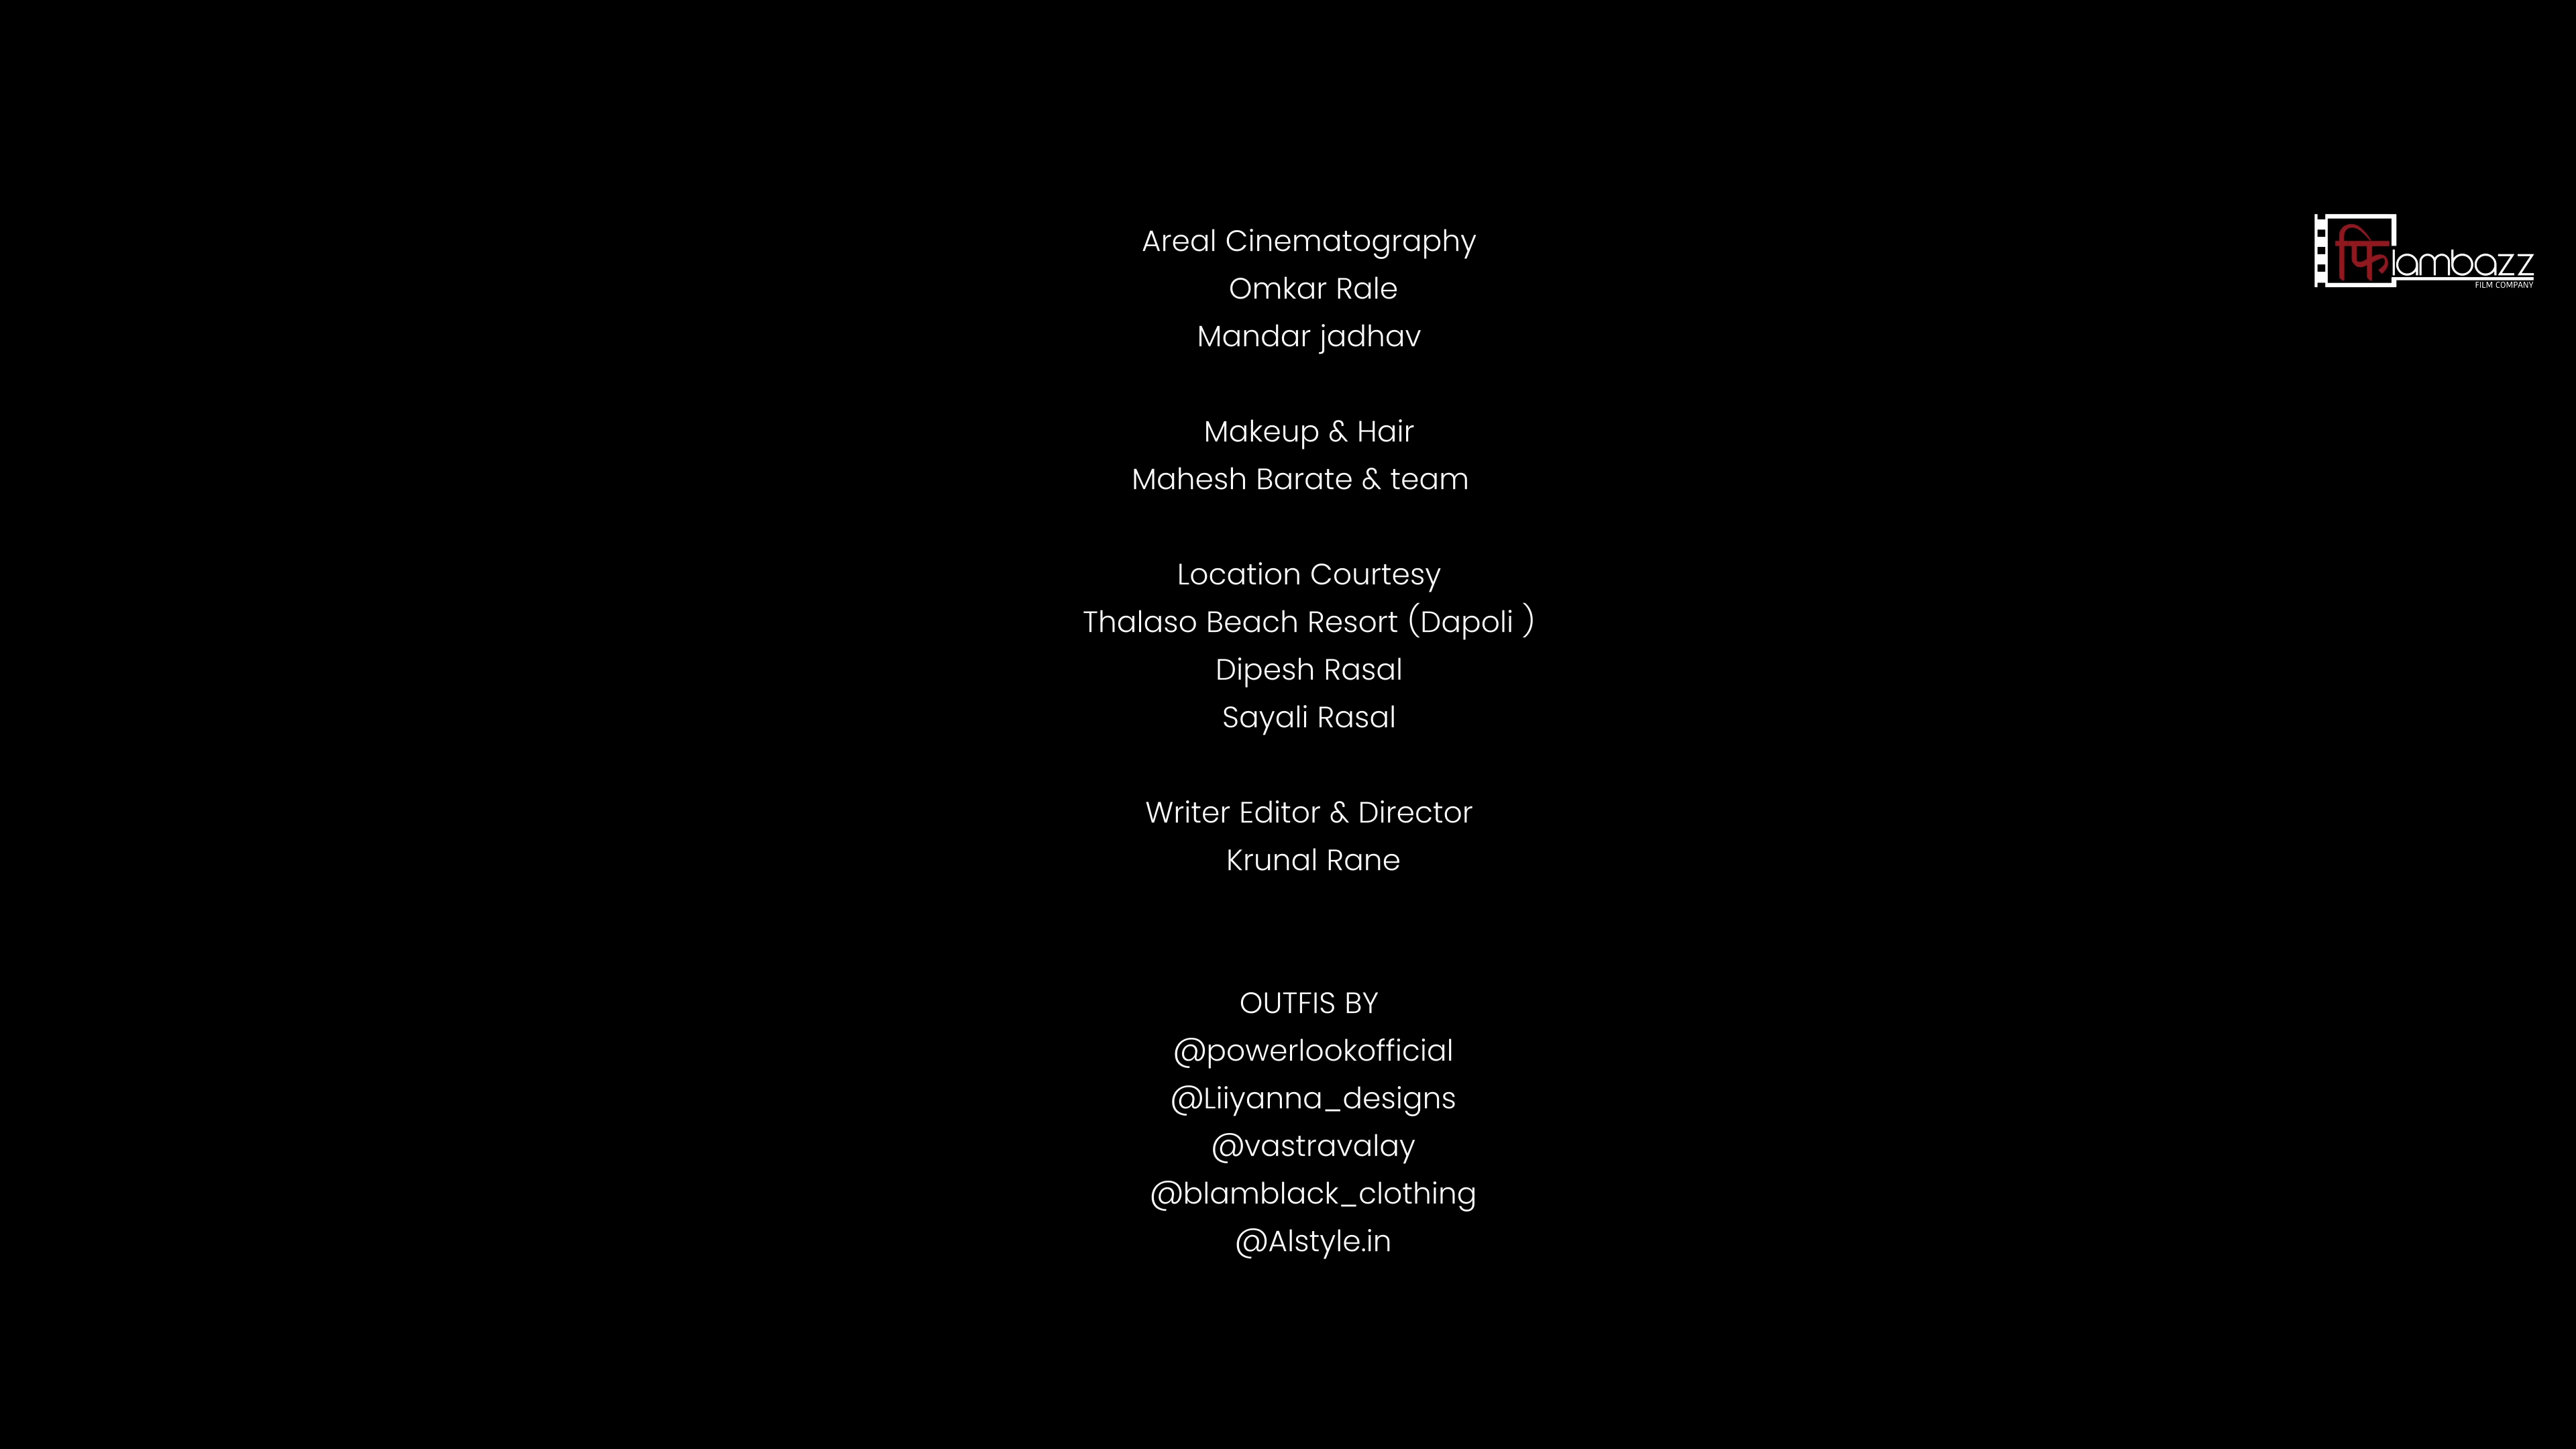 Areal Cinematography
Omkar Rale
Mandar jadhav
Makeup & Hair
Mahesh Barate & team
Location Courtesy
Thalaso Beach Resort (Dapoli )
Dipesh Rasal
Sayali Rasal
Writer Editor & Director
Krunal Rane
OUTFIS BY
@powerlookofficial
@Liiyanna_designs
@vastravalay
@blamblack_clothing
@Alstyle.in
फिlambazz
FILM COMPANY